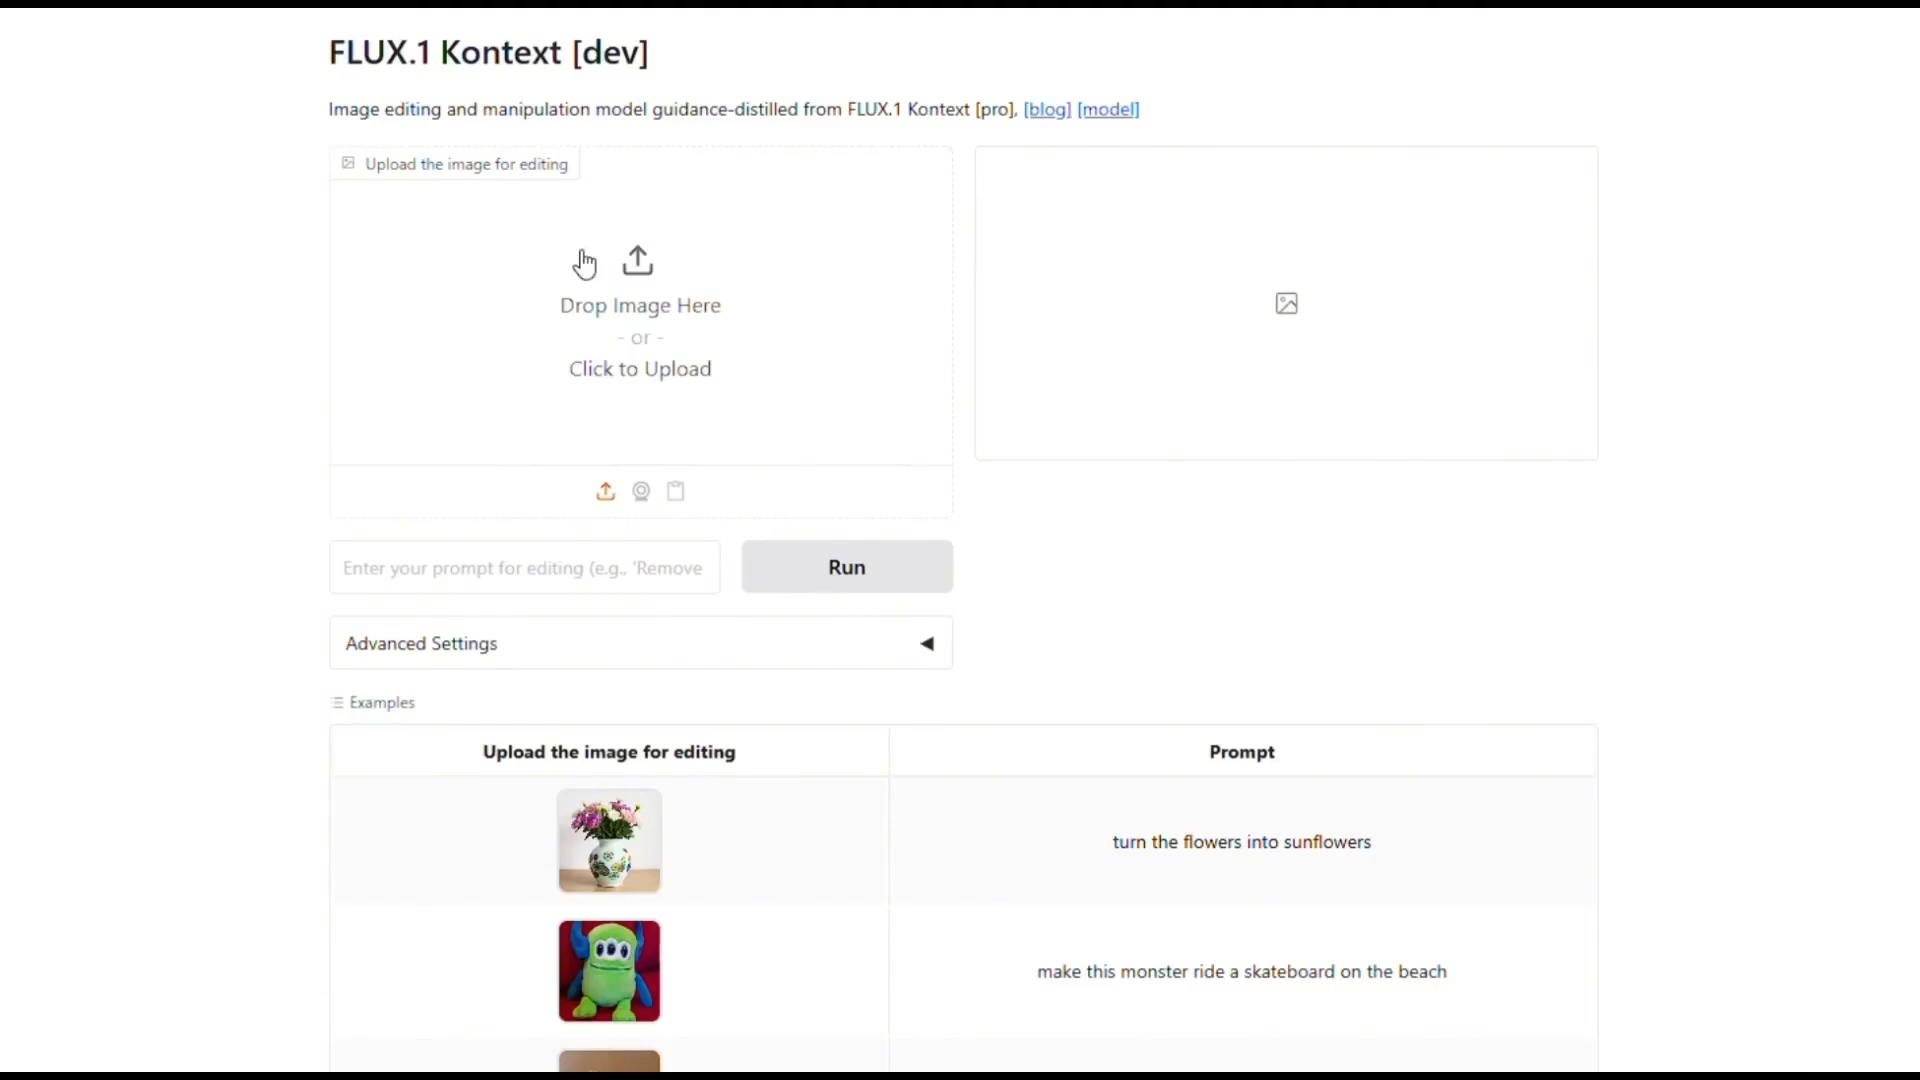 FLUX.1 Kontext [dev]
Image editing and manipulation model guidance-distilled from FLUX.1 Kontext [pro], [blog] [model]
Upload the image for editing
Drop Image Here
- or -
Click to Upload
Enter your prompt for editing (e.g., 'Remove
Run
Advanced Settings
Examples
Upload the image for editing
Prompt
turn the flowers into sunflowers
make this monster ride a skateboard on the beach